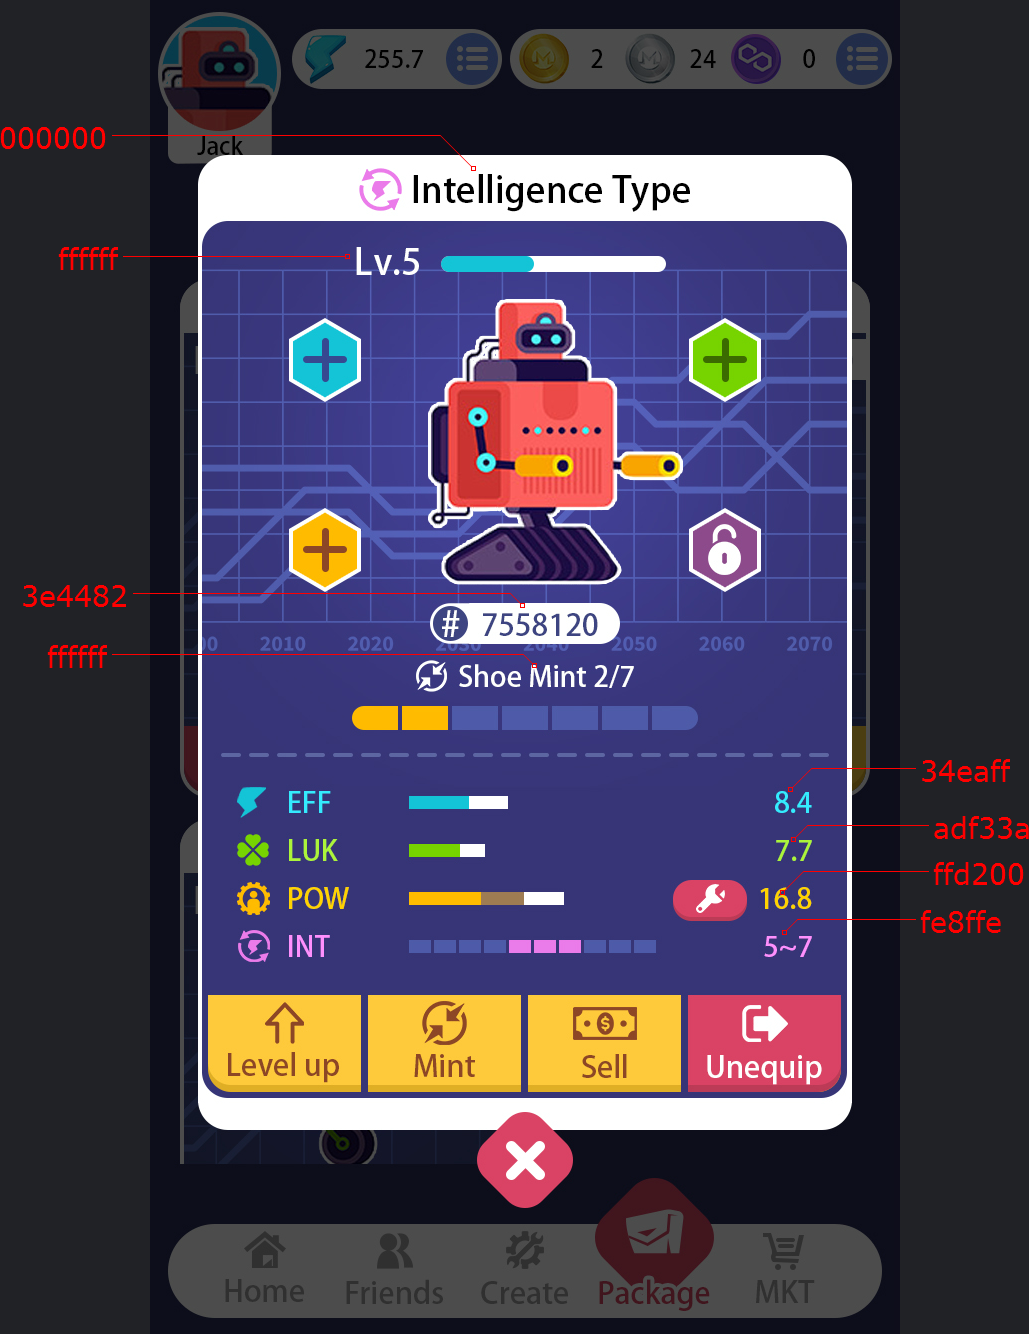 255.7
2
24
0
Jack
000000
Intelligence Type
ffffff
Lv.5
3e4482
# 7558120
2010 2020 2030 2040 2050 2060 2070
ffffff
Shoe Mint 2/7
34eaff
EFF 8.4
adf33a
LUK 7.7
ffd200
POW 16.8
fe8ffe
INT 5~7
Level up
Mint
Sell
Unequip
Home
Friends
Create
Package
MKT